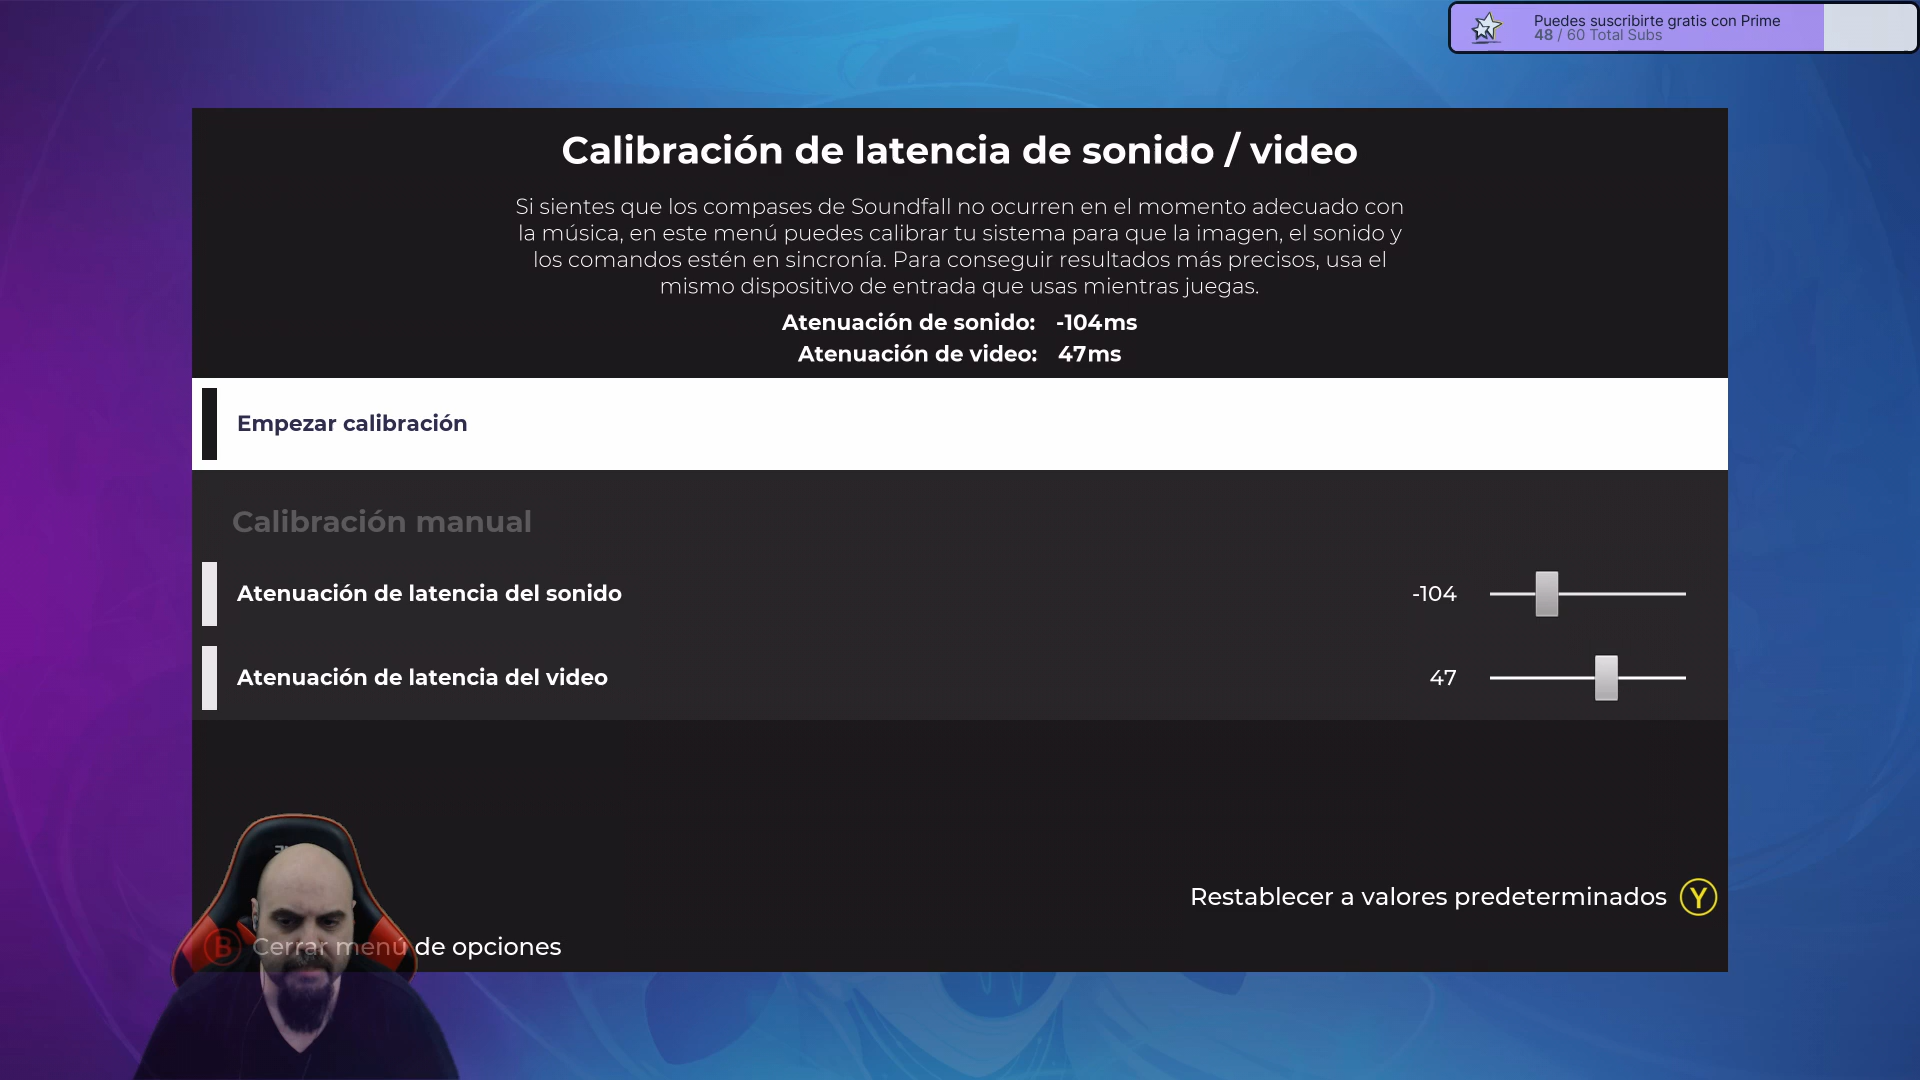 Puedes suscribirte gratis con Prime
48 / 60 Total Subs
Calibración de latencia de sonido / video
Si sientes que los compases de Soundfall no ocurren en el momento adecuado con
la música, en este menú puedes calibrar tu sistema para que la imagen, el sonido y
los comandos estén en sincronía. Para conseguir resultados más precisos, usa el
mismo dispositivo de entrada que usas mientras juegas.
Atenuación de sonido: -104ms
Atenuación de video: 47ms
Empezar calibración
Calibración manual
Atenuación de latencia del sonido -104
Atenuación de latencia del video 47
Restablecer a valores predeterminados Y
B Cerrar menú de opciones